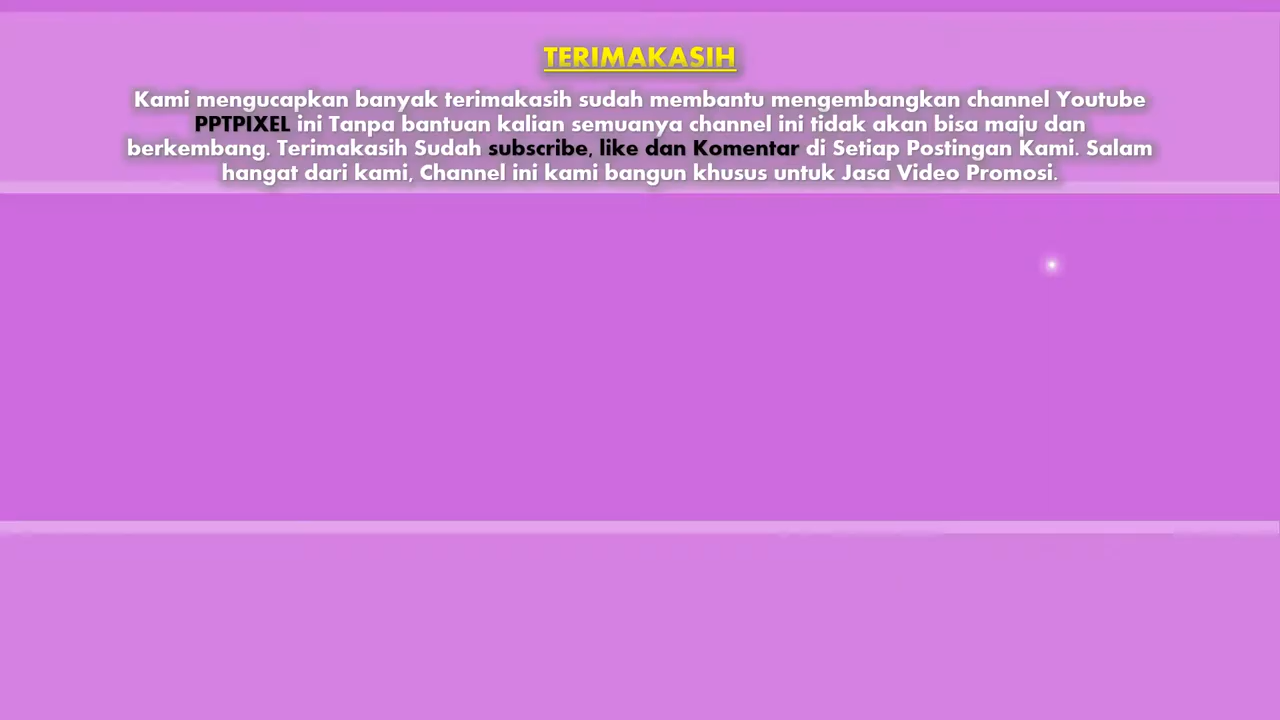 TERIMAKASIH
Kami mengucapkan banyak terimakasih sudah membantu mengembangkan channel Youtube
PPTPIXEL ini Tanpa bantuan kalian semuanya channel ini tidak akan bisa maju dan
berkembang. Terimakasih Sudah subscribe, like dan Komentar di Setiap Postingan Kami. Salam
hangat dari kami, Channel ini kami bangun khusus untuk Jasa Video Promosi.